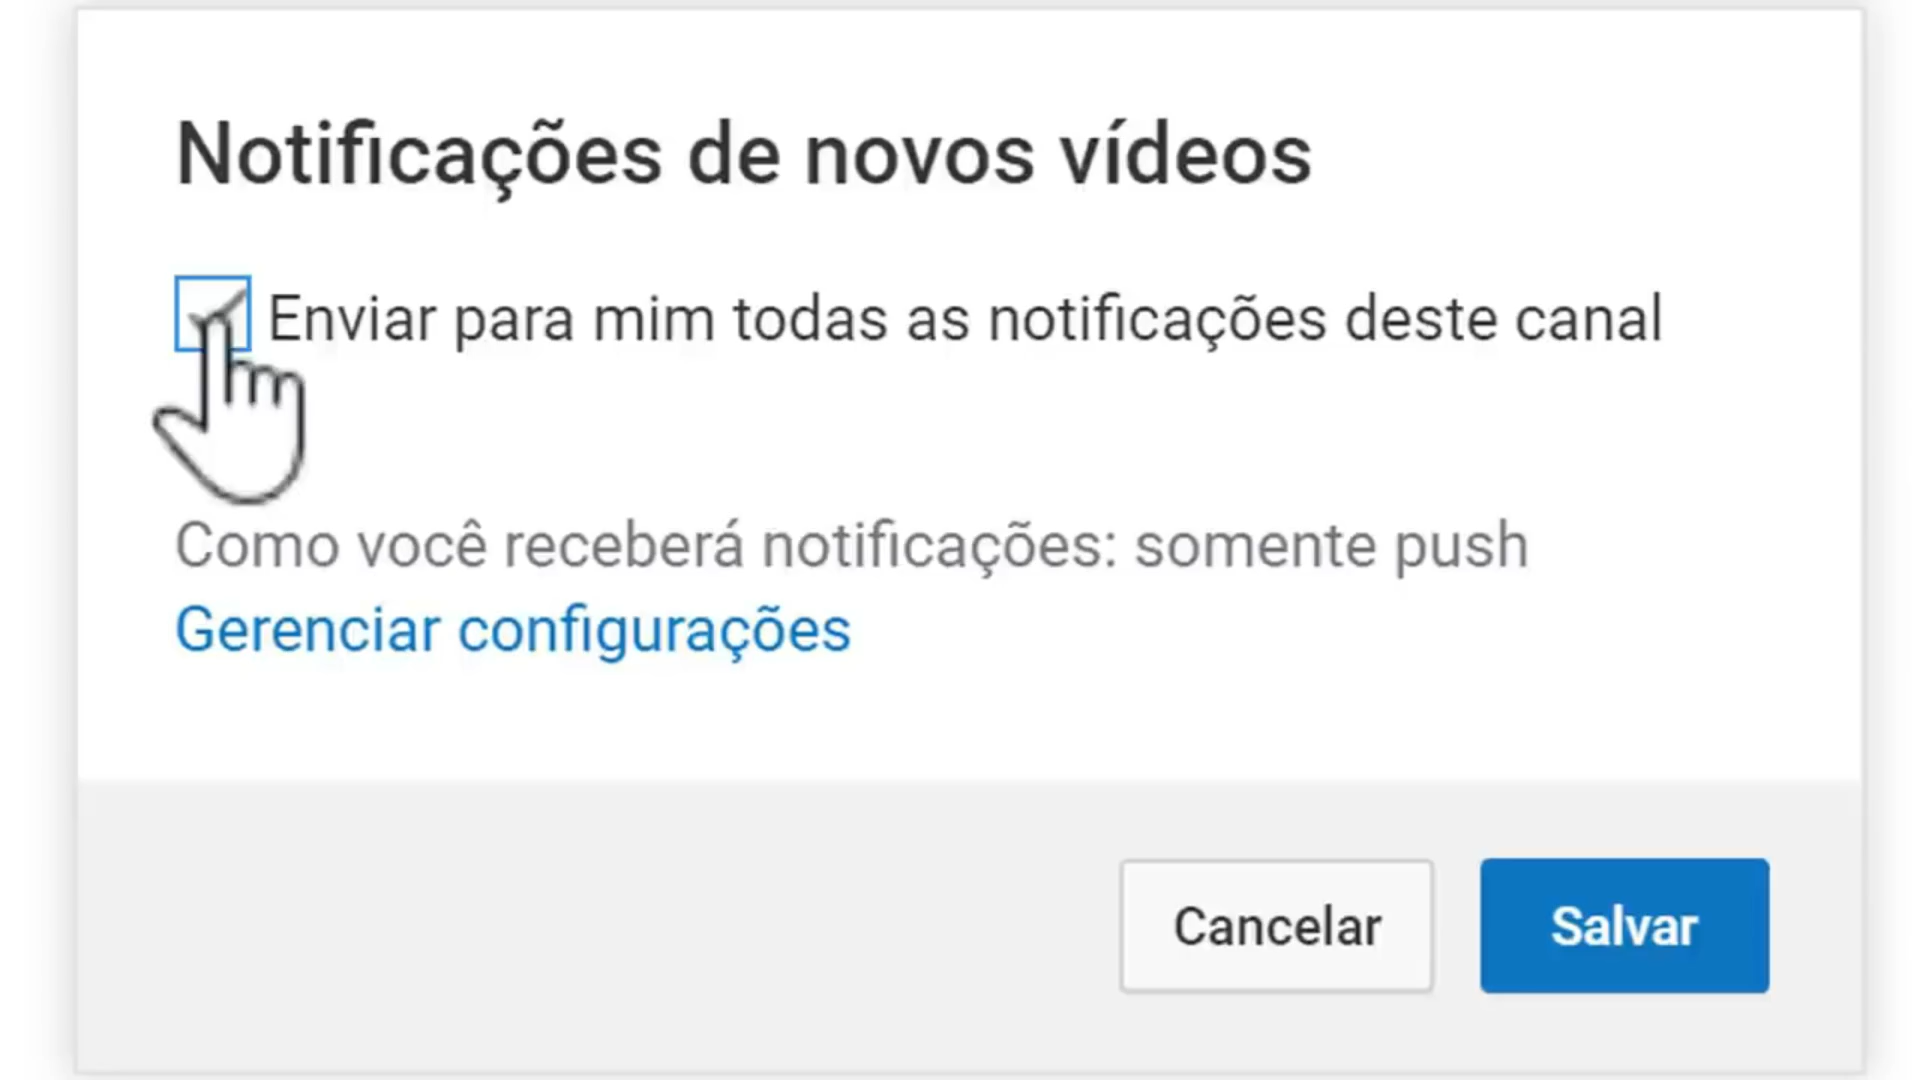 Notificações de novos vídeos
Enviar para mim todas as notificações deste canal
Como você receberá notificações: somente push
Gerenciar configurações
Cancelar
Salvar